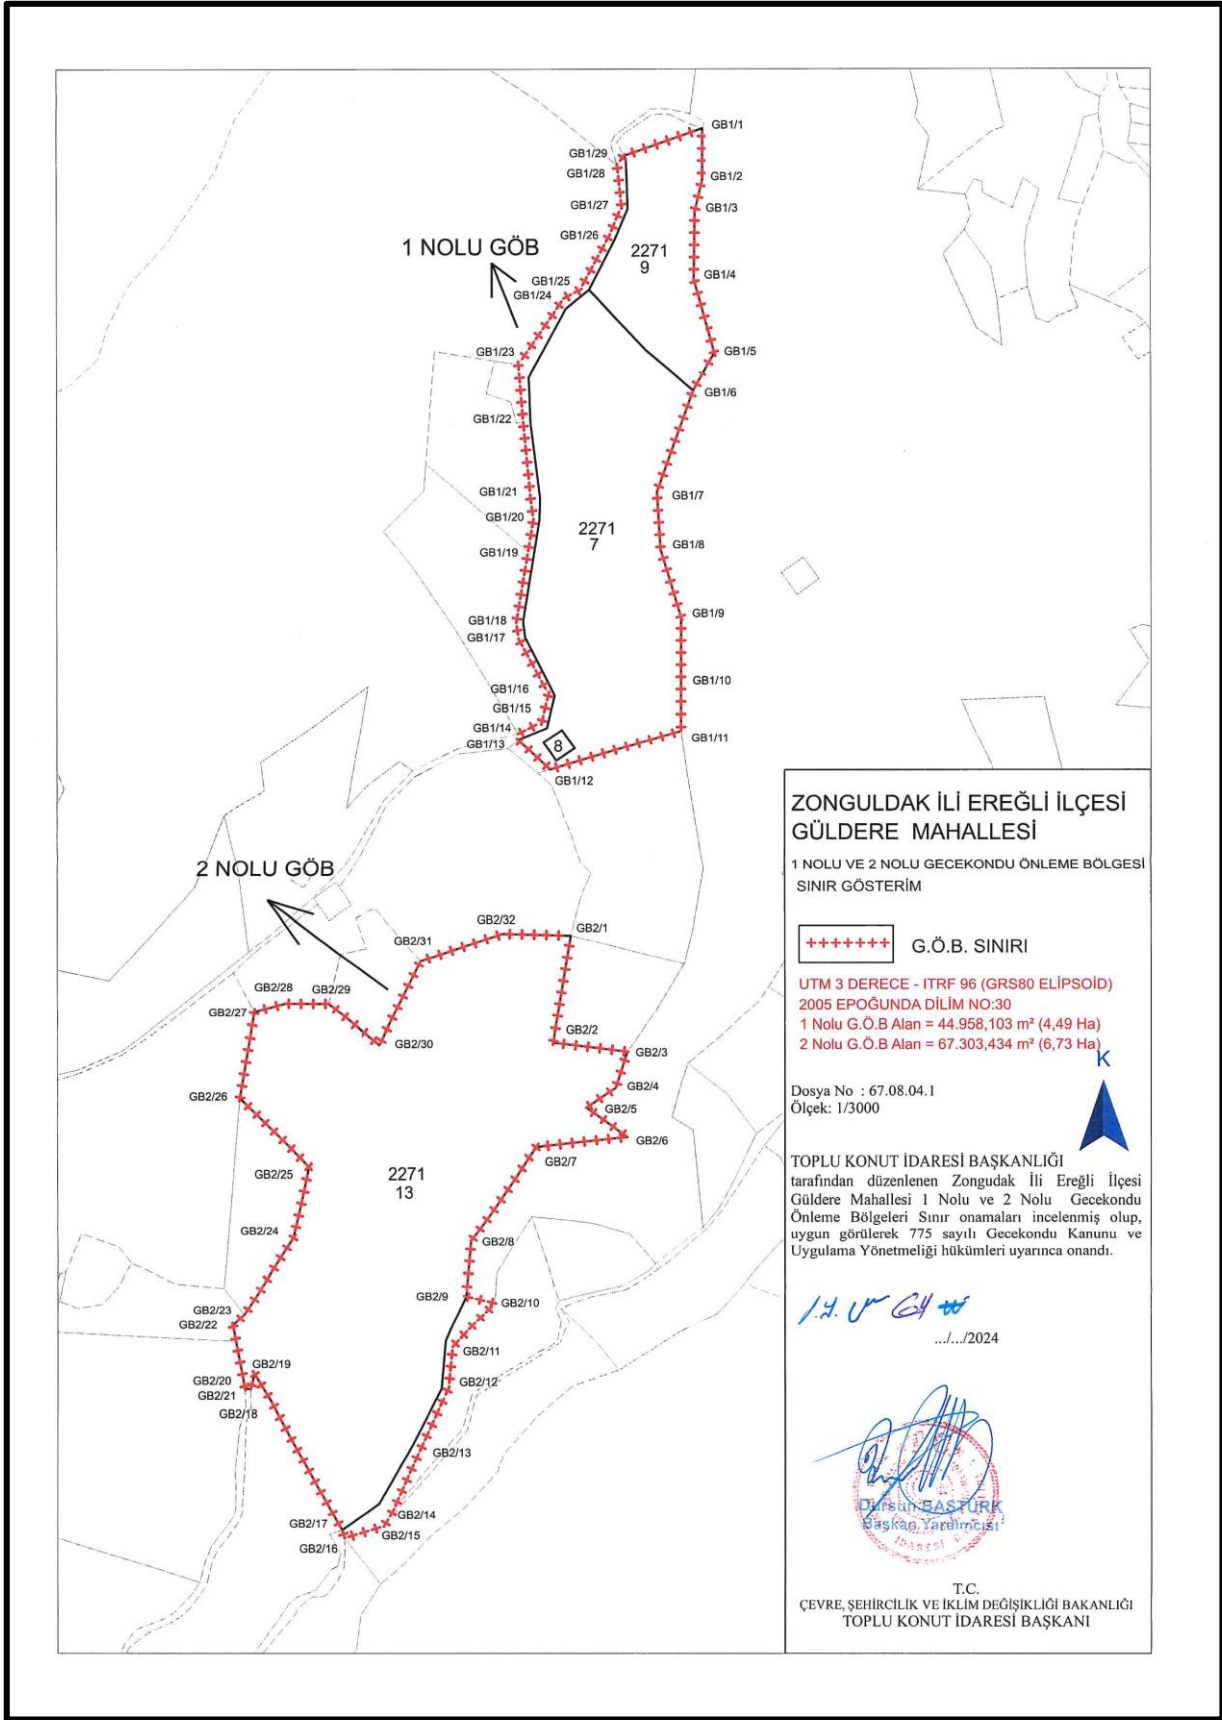 GB1/1
GB1/29
GB1/28
GB1/2
GB1/27
GB1/3
GB1/26
1 NOLU GÖB
2271
9
GB1/25
GB1/4
GB1/24
GB1/23
GB1/5
GB1/6
GB1/22
GB1/21
GB1/7
GB1/20
2271
7
GB1/19
GB1/8
GB1/18
GB1/9
GB1/17
GB1/16
GB1/10
GB1/15
GB1/14
GB1/13
8
GB1/11
GB1/12
2 NOLU GÖB
GB2/32
GB2/1
GB2/31
GB2/28
GB2/29
GB2/27
GB2/30
GB2/2
GB2/3
GB2/4
GB2/26
GB2/5
GB2/6
GB2/7
GB2/25
2271
13
GB2/24
GB2/8
GB2/9
GB2/10
GB2/23
GB2/22
GB2/11
GB2/19
GB2/20
GB2/12
GB2/21
GB2/18
GB2/13
GB2/14
GB2/17
GB2/15
GB2/16
ZONGULDAK İLİ EREĞLİ İLÇESİ
GÜLDERE MAHALLESİ
1 NOLU VE 2 NOLU GECEKONDU ÖNLEME BÖLGESİ
SINIR GÖSTERİM
G.Ö.B. SINIRI
UTM 3 DERECE - ITRF 96 (GRS80 ELİPSOİD)
2005 EPOĞUNDA DİLİM NO:30
1 Nolu G.Ö.B Alan = 44.958,103 m² (4,49 Ha)
2 Nolu G.Ö.B Alan = 67.303,434 m² (6,73 Ha)
K
Dosya No : 67.08.04.1
Ölçek: 1/3000
TOPLU KONUT İDARESİ BAŞKANLIĞI
tarafından düzenlenen Zongudak İli Ereğli İlçesi
Güldere Mahallesi 1 Nolu ve 2 Nolu Gecekondu
Önleme Bölgeleri Sınır onamaları incelenmiş olup,
uygun görülerek 775 sayılı Gecekondu Kanunu ve
Uygulama Yönetmeliği hükümleri uyarınca onandı.
.../.../2024
Dursun BAŞTÜRK
Başkan Yardımcısı
T.C.
ÇEVRE, ŞEHİRCİLİK VE İKLİM DEĞİŞİKLİĞİ BAKANLIĞI
TOPLU KONUT İDARESİ BAŞKANI